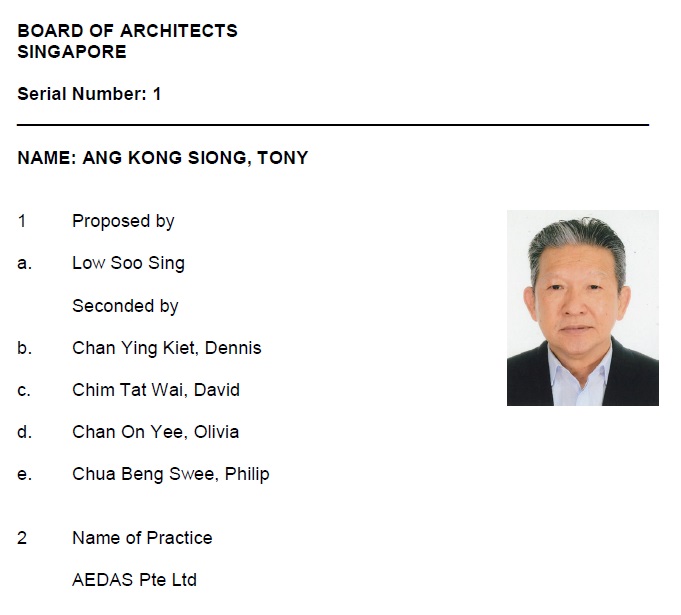 BOARD OF ARCHITECTS
SINGAPORE
Serial Number: 1
NAME: ANG KONG SIONG, TONY
1 Proposed by
a. Low Soo Sing
Seconded by
b. Chan Ying Kiet, Dennis
c. Chim Tat Wai, David
d. Chan On Yee, Olivia
e. Chua Beng Swee, Philip
2 Name of Practice
AEDAS Pte Ltd